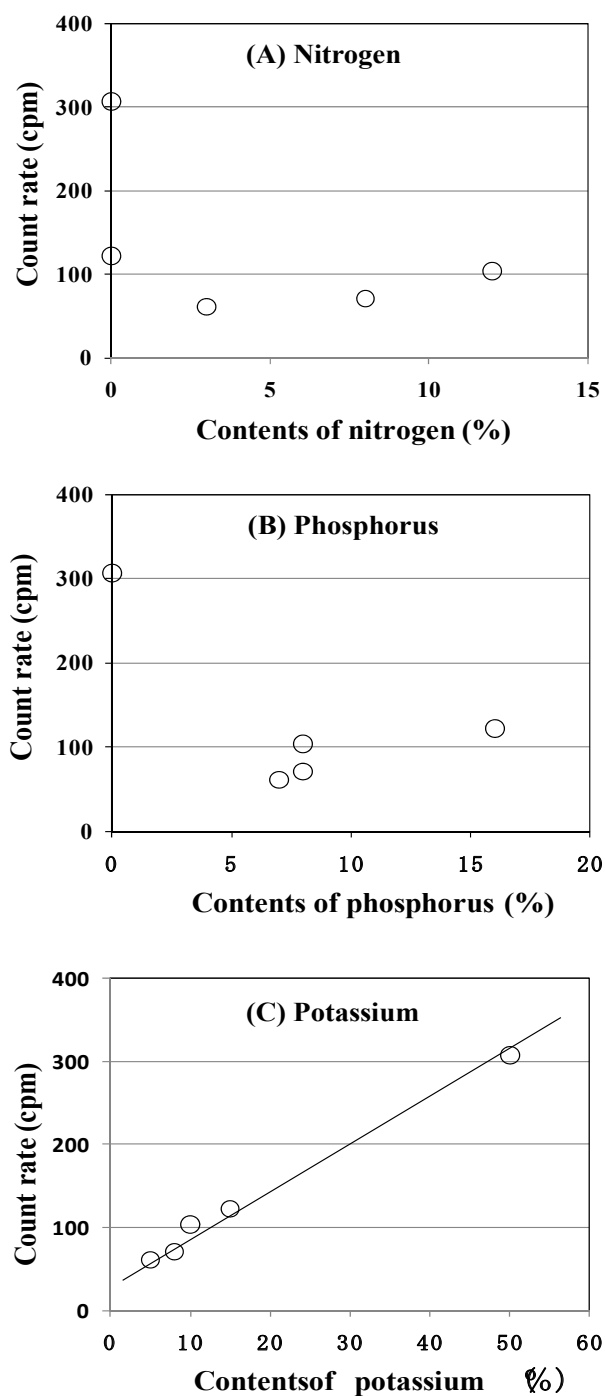 400
(A) Nitrogen
300
200
100
0
Count rate (cpm)
0 5 10 15
Contents of nitrogen (%)
400
(B) Phosphorus
300
200
100
0
Count rate (cpm)
0 5 10 15 20
Contents of phosphorus (%)
400
(C) Potassium
300
200
100
0
Count rate (cpm)
0 10 20 30 40 50 60
Contentsof potassium (%)